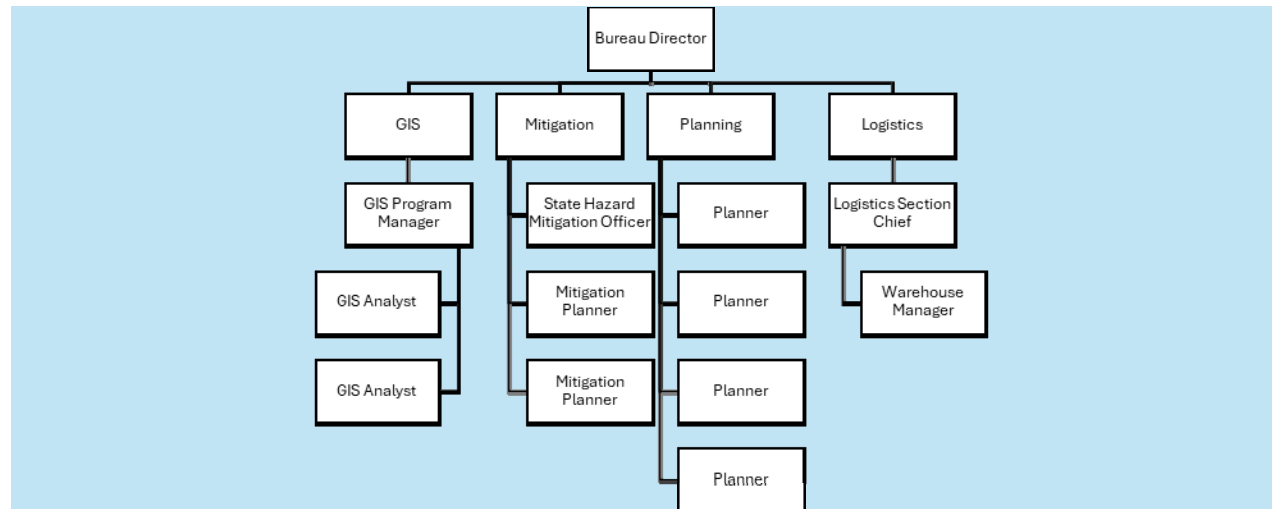 Bureau Director
GIS
Mitigation
Planning
Logistics
GIS Program
Manager
State Hazard
Mitigation Officer
Planner
Logistics Section
Chief
GIS Analyst
Mitigation
Planner
Planner
Warehouse
Manager
GIS Analyst
Mitigation
Planner
Planner
Planner